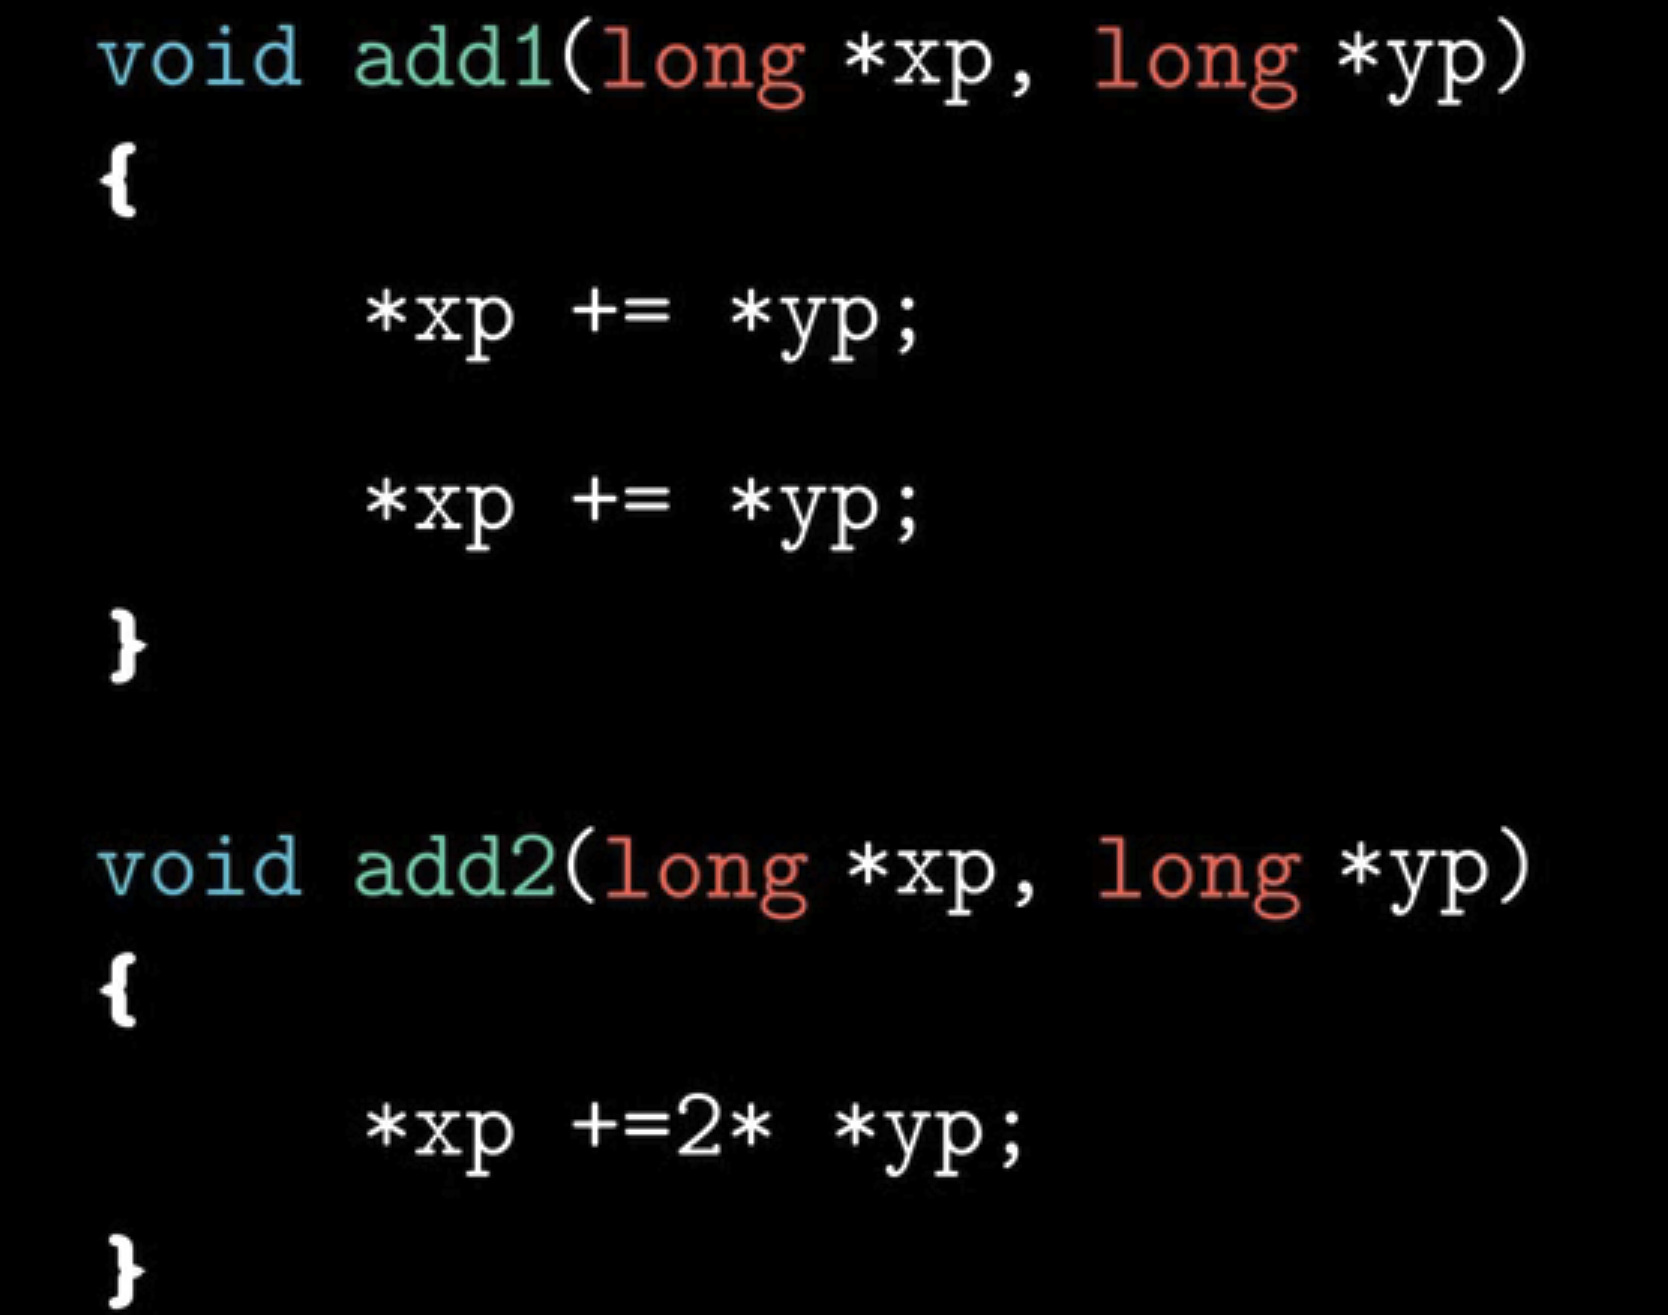 void add1(long *xp, long *yp)
{
*xp += *yp;
*xp += *yp;
}
void add2(long *xp, long *yp)
{
*xp +=2* *yp;
}